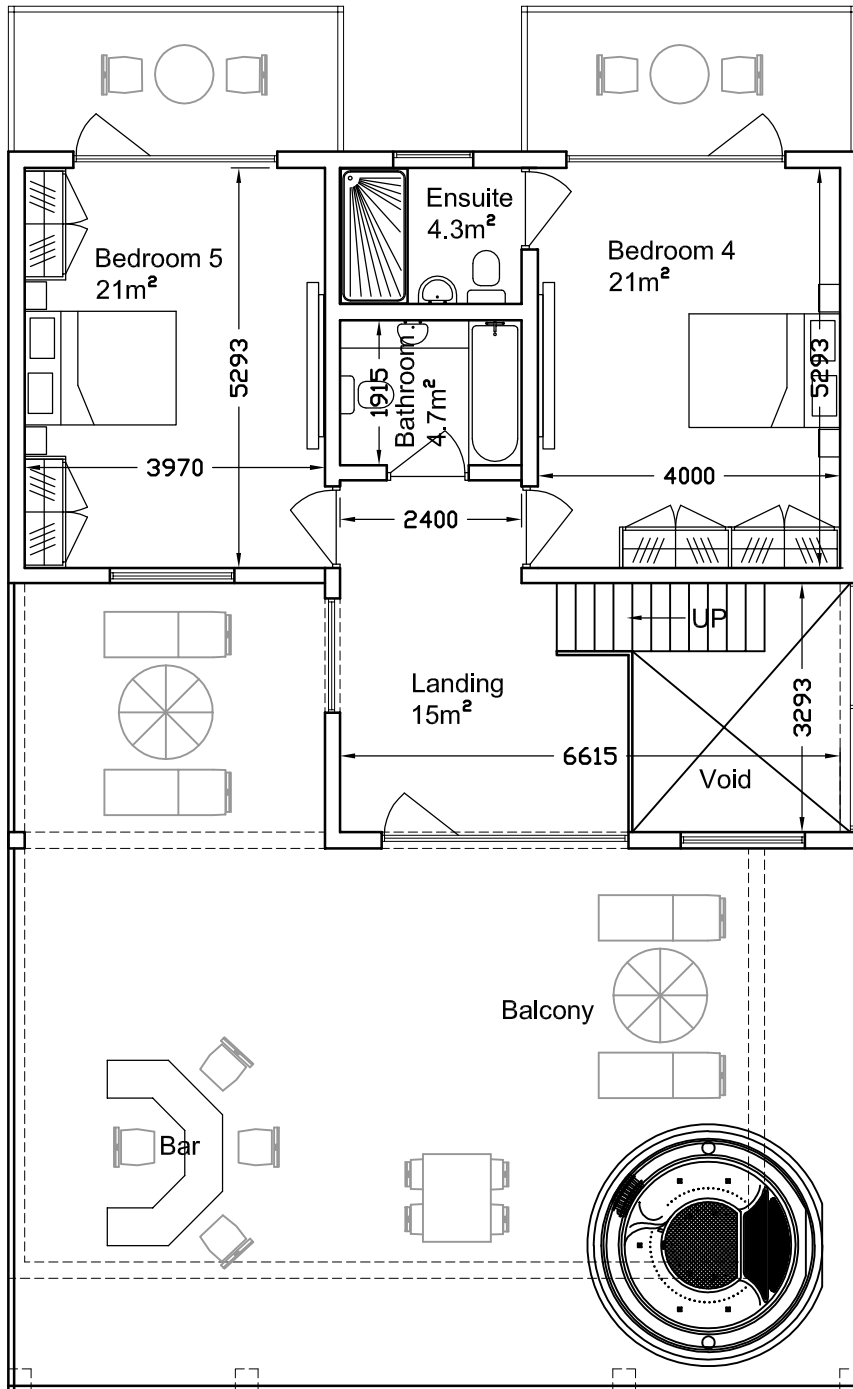 Ensuite
4.3m²
Bedroom 5
21m²
Bedroom 4
21m²
5293
5293
1915
Bathroom
4.7m²
3970
4000
2400
UP
Landing
15m²
3293
6615
Void
Balcony
Bar